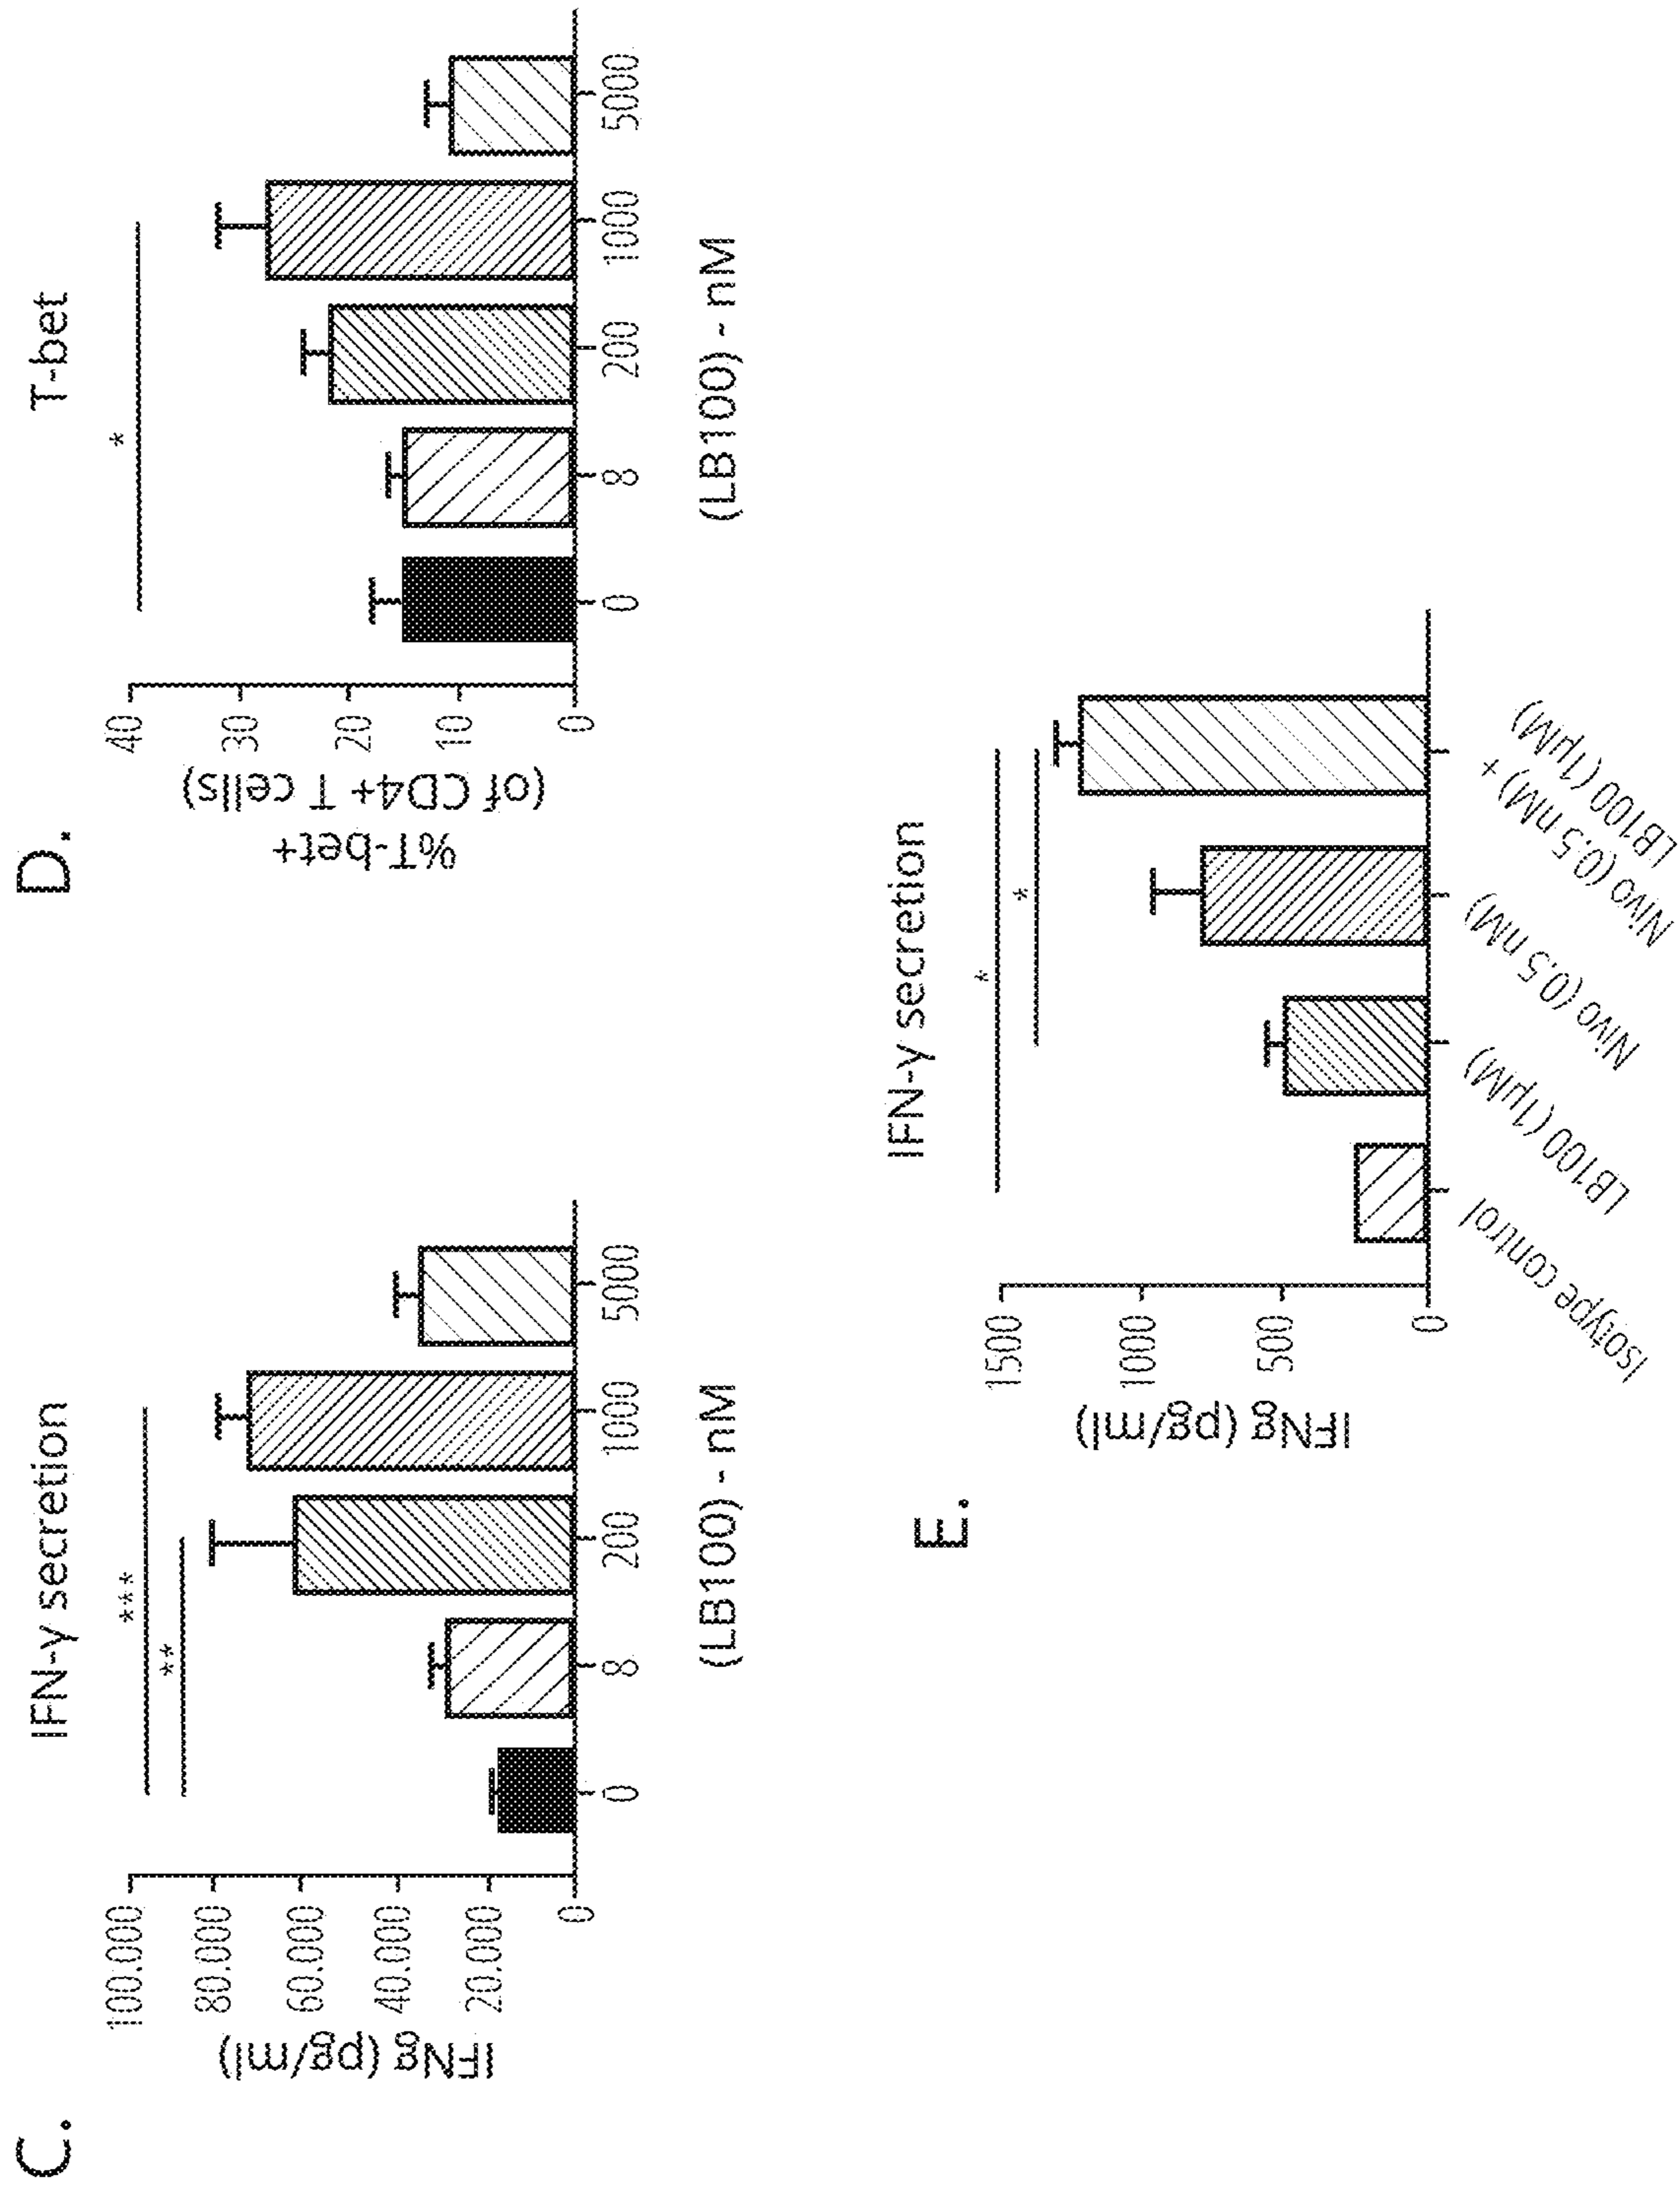 C.
IFN-γ secretion
***
**
IFNg (pg/ml)
100.000
80.000
60.000
40.000
20.000
0
0 8 200 1000 5000
(LB100) - nM
D.
T-bet
*
%T-bet+
(of CD4+ T cells)
40
30
20
10
0
0 8 200 1000 5000
(LB100) - nM
E.
IFN-γ secretion
*
*
IFNg (pg/ml)
1500
1000
500
0
Isotype control
LB100 (1μM)
Nivo (0.5 nM)
Nivo (0.5 nM) +
LB100 (1μM)